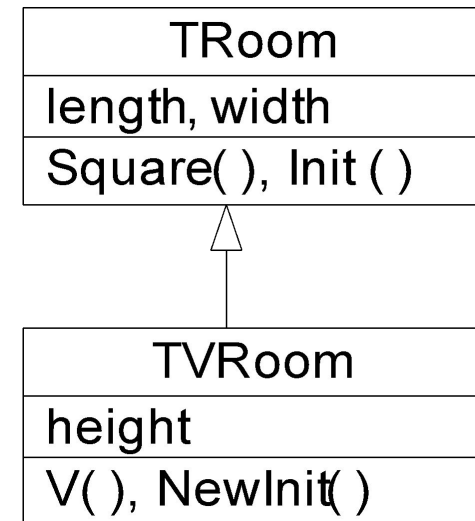 TRoom
length, width
Square( ), Init ( )
TVRoom
height
V( ), NewInit( )